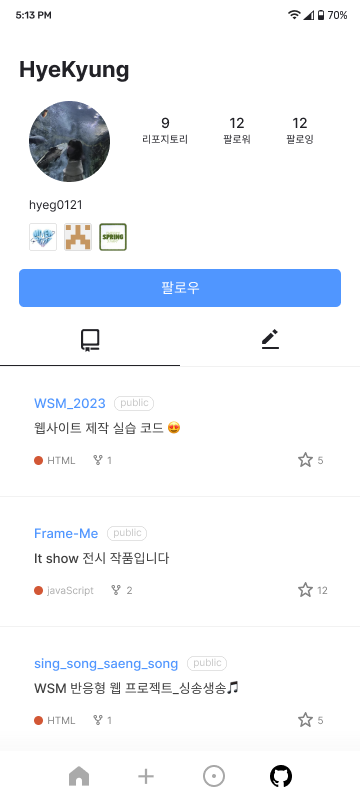 5:13 PM 70%
HyeKyung
9 12 12
리포지토리 팔로워 팔로잉
hyeg0121
SPRING
팔로우
WSM_2023 public
웹사이트 제작 실습 코드 😍
HTML 1 5
Frame-Me public
It show 전시 작품입니다
javaScript 2 12
sing_song_saeng_song public
WSM 반응형 웹 프로젝트_싱송생송🎵
HTML 1 5